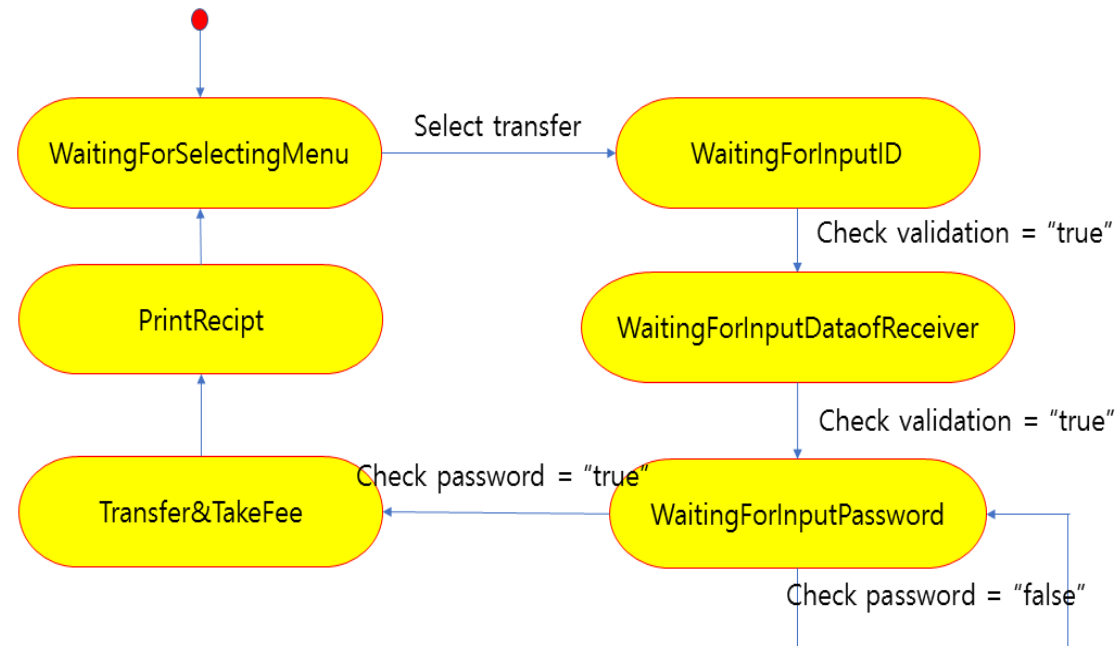 WaitingForSelectingMenu
Select transfer
WaitingForInputID
Check validation = "true"
PrintRecipt
WaitingForInputDataofReceiver
Check validation = "true"
Transfer&TakeFee
Check password = "true"
WaitingForInputPassword
Check password = "false"